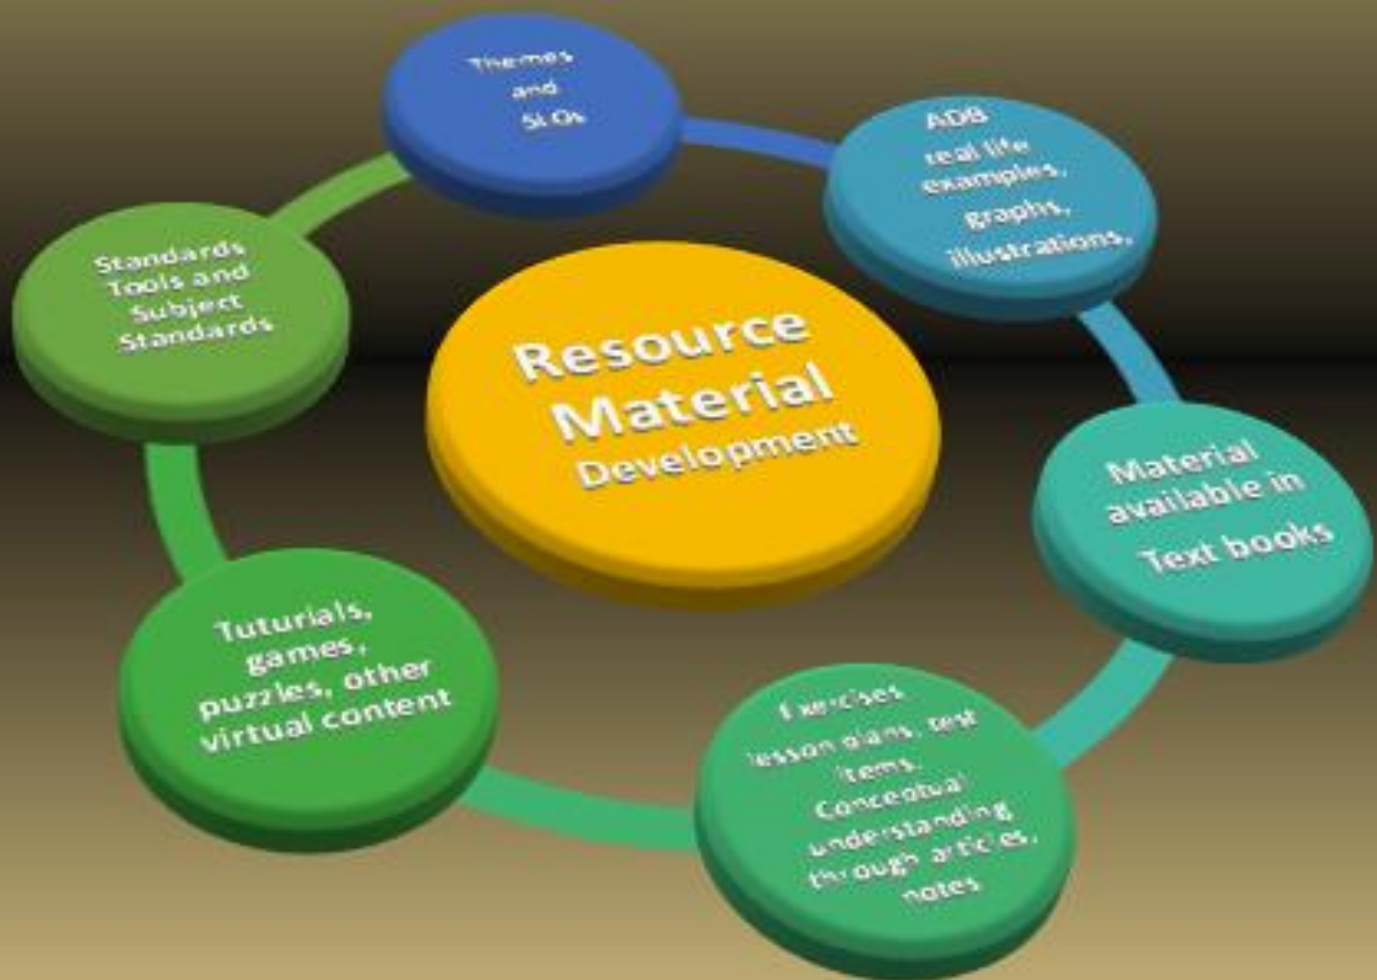 Themes
and
SLOs
ADB
real life
examples,
graphs,
illustrations,
Material
available in
Text books
Exercises
lesson plans, test
items.
Conceptual
understanding
through articles,
notes
Tuturials,
games,
puzzles, other
virtual content
Standards
Tools and
Subject
Standards
Resource
Material
Development